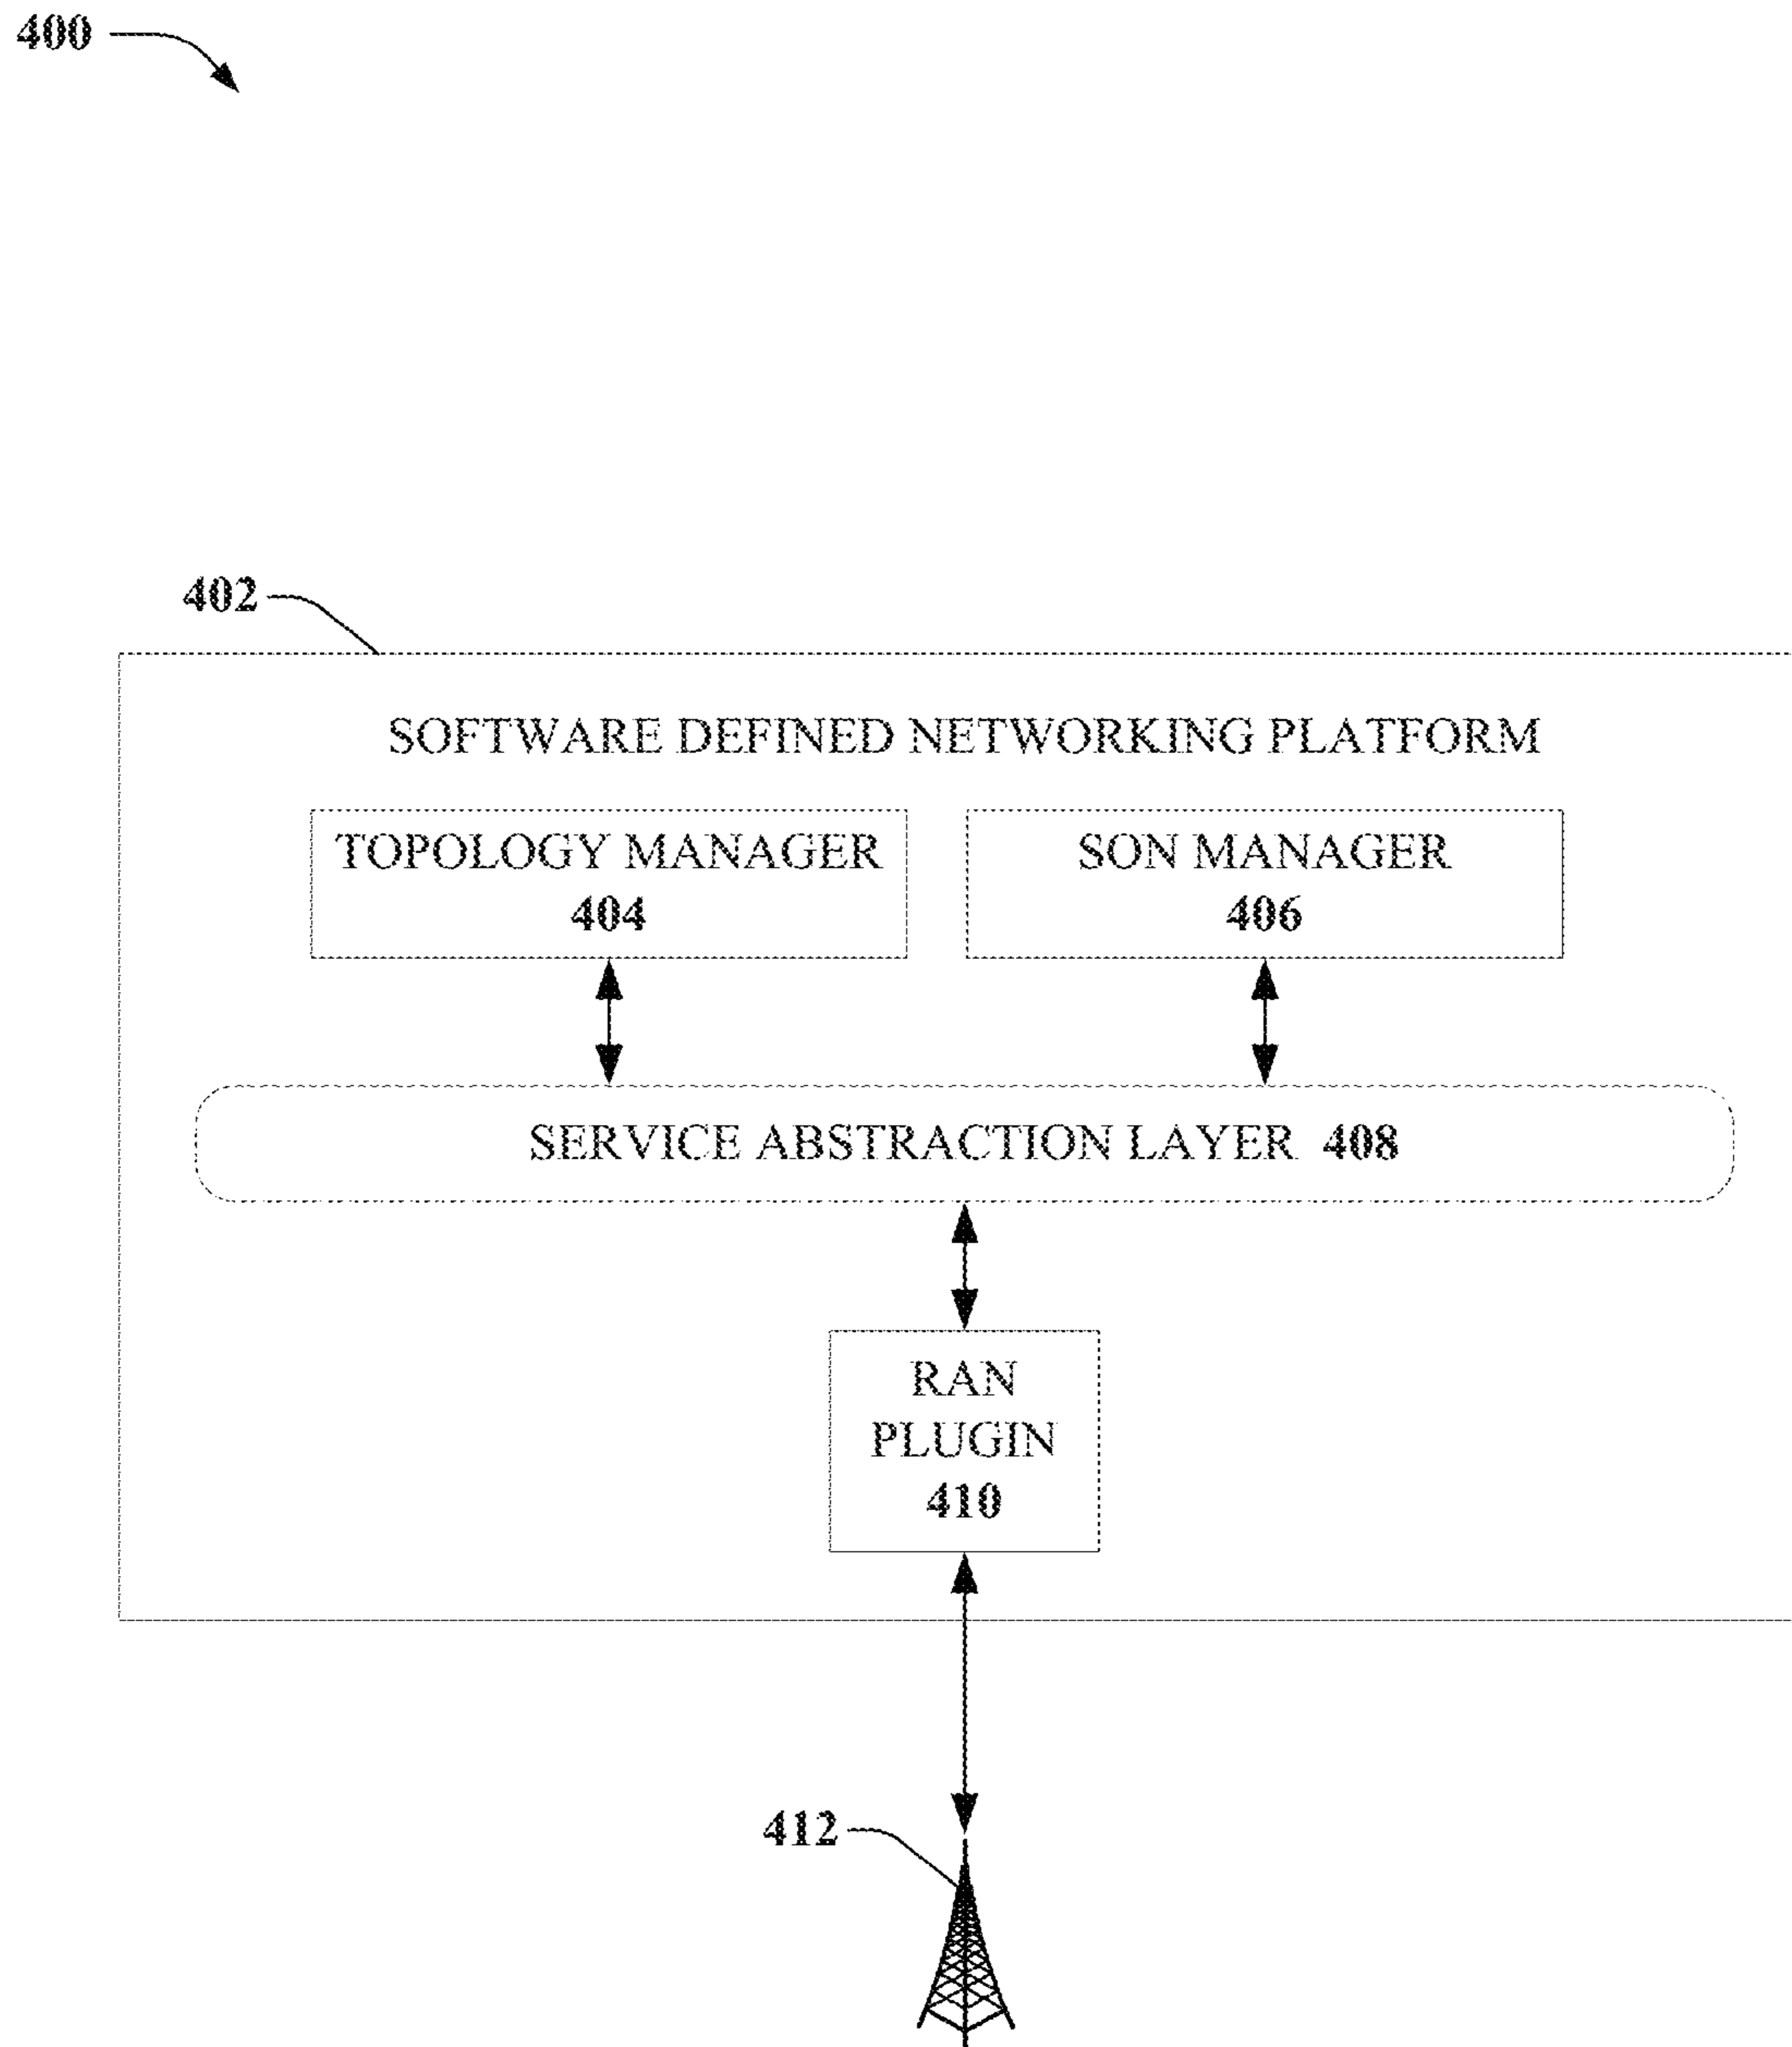 400
402
SOFTWARE DEFINED NETWORKING PLATFORM
TOPOLOGY MANAGER
404
SON MANAGER
406
SERVICE ABSTRACTION LAYER 408
RAN
PLUGIN
410
412